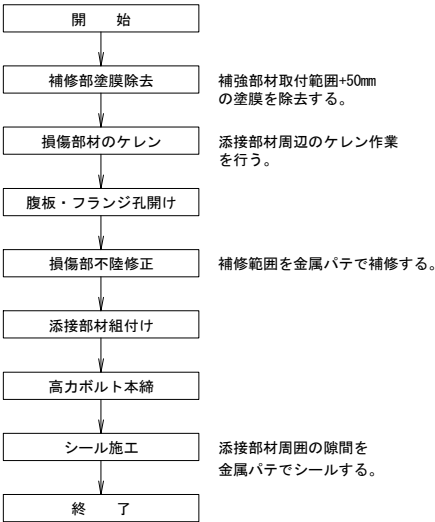 開　始
補修部塗膜除去
補強部材取付範囲+50mm
の塗膜を除去する。
損傷部材のケレン
添接部材周辺のケレン作業
を行う。
腹板・フランジ孔開け
損傷部不陸修正
補修範囲を金属パテで補修する。
添接部材組付け
高力ボルト本締
シール施工
添接部材周囲の隙間を
金属パテでシールする。
終　了